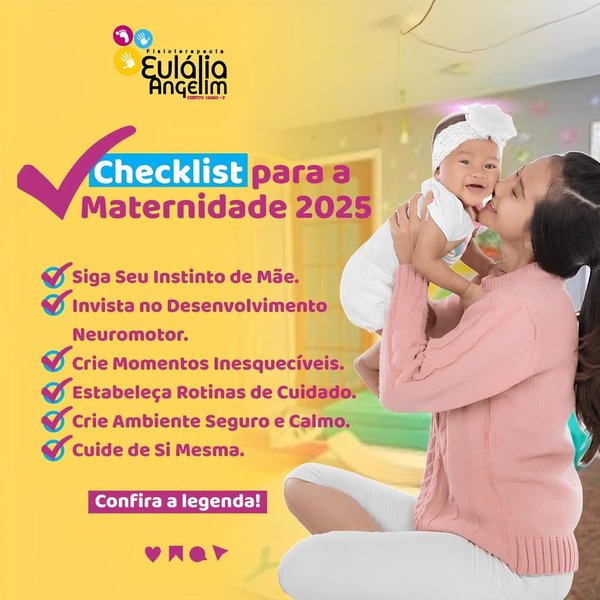 Fisioterapeuta
Eulália
Angelim
Checklist para a
Maternidade 2025
Siga Seu Instinto de Mãe.
Invista no Desenvolvimento
Neuromotor.
Crie Momentos Inesquecíveis.
Estabeleça Rotinas de Cuidado.
Crie Ambiente Seguro e Calmo.
Cuide de Si Mesma.
Confira a legenda!